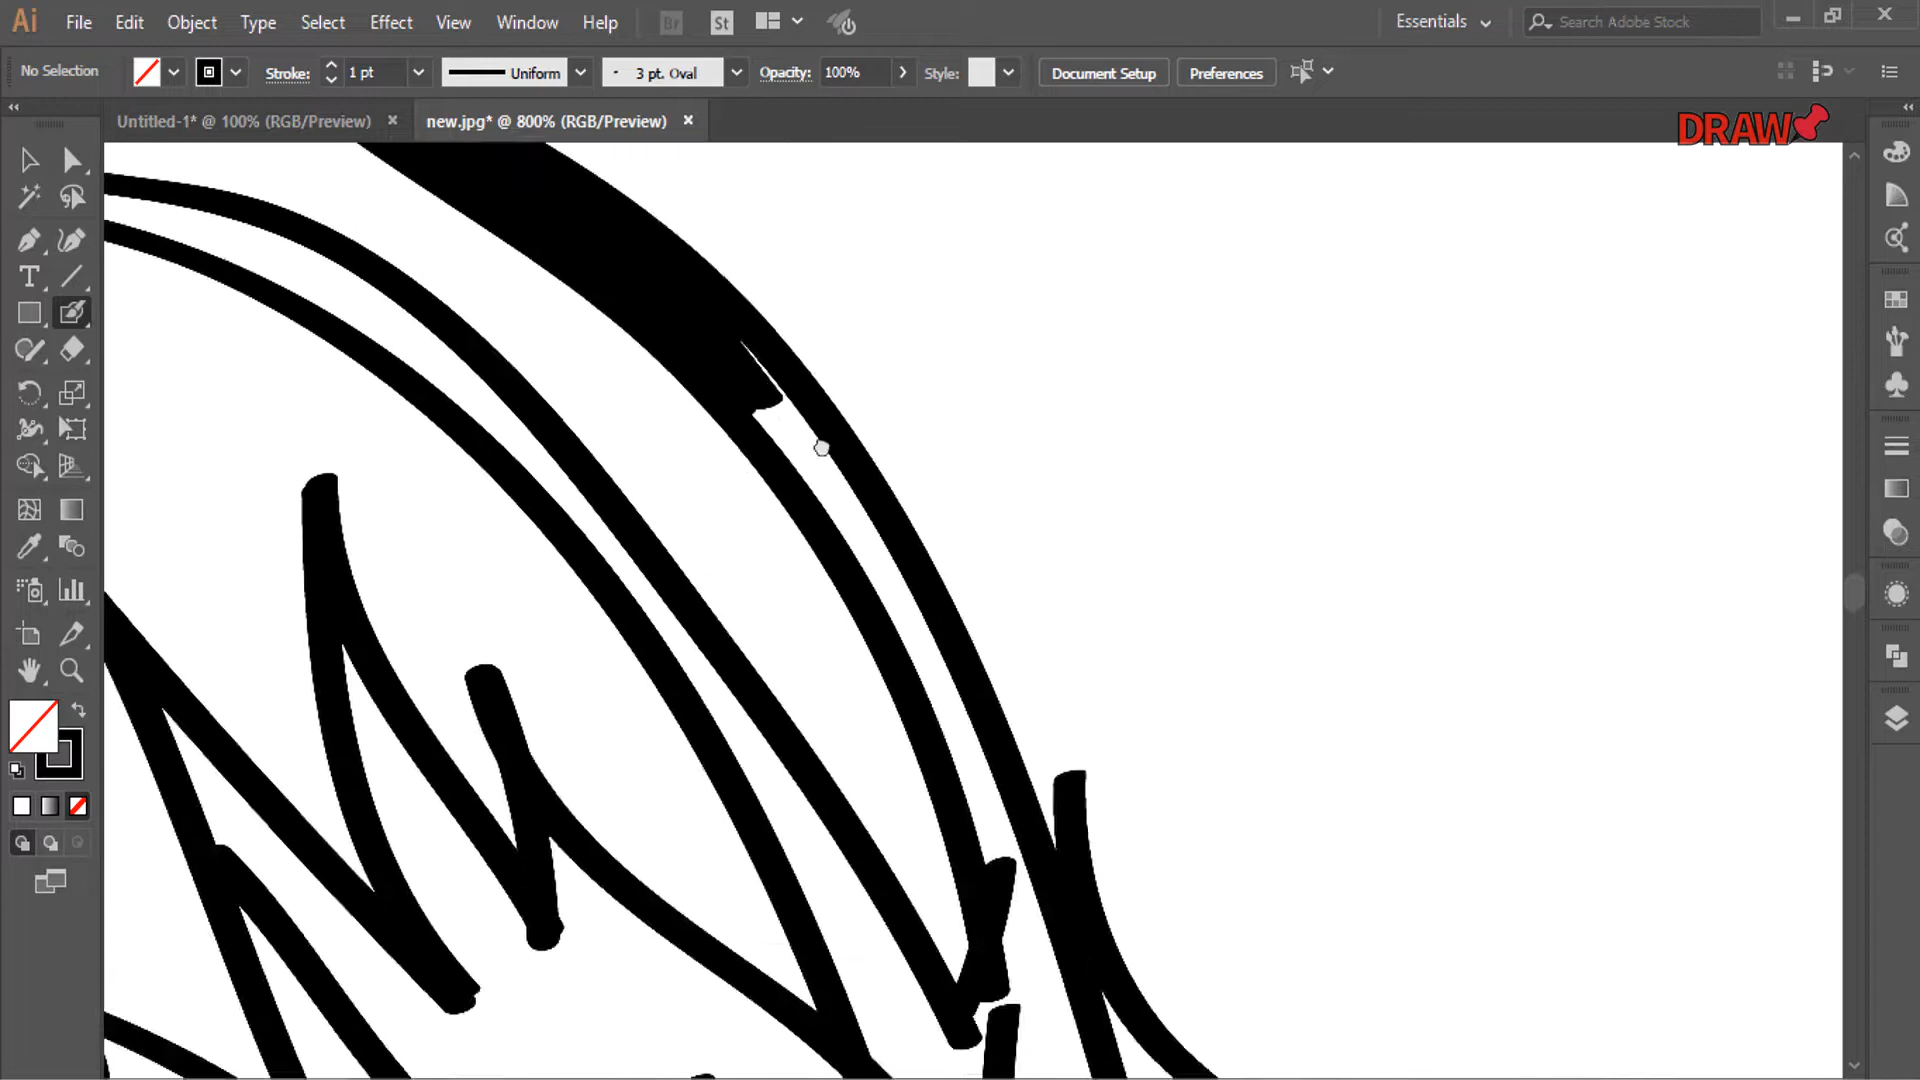 Ai File Edit Object Type Select Effect View Window Help Br St Essentials Search Adobe Stock
No Selection Stroke: 1 pt Uniform 3 pt. Oval Opacity: 100% Style: Document Setup Preferences
Untitled-1* @ 100% (RGB/Preview) × new.jpg* @ 800% (RGB/Preview) ×
DRAW
T